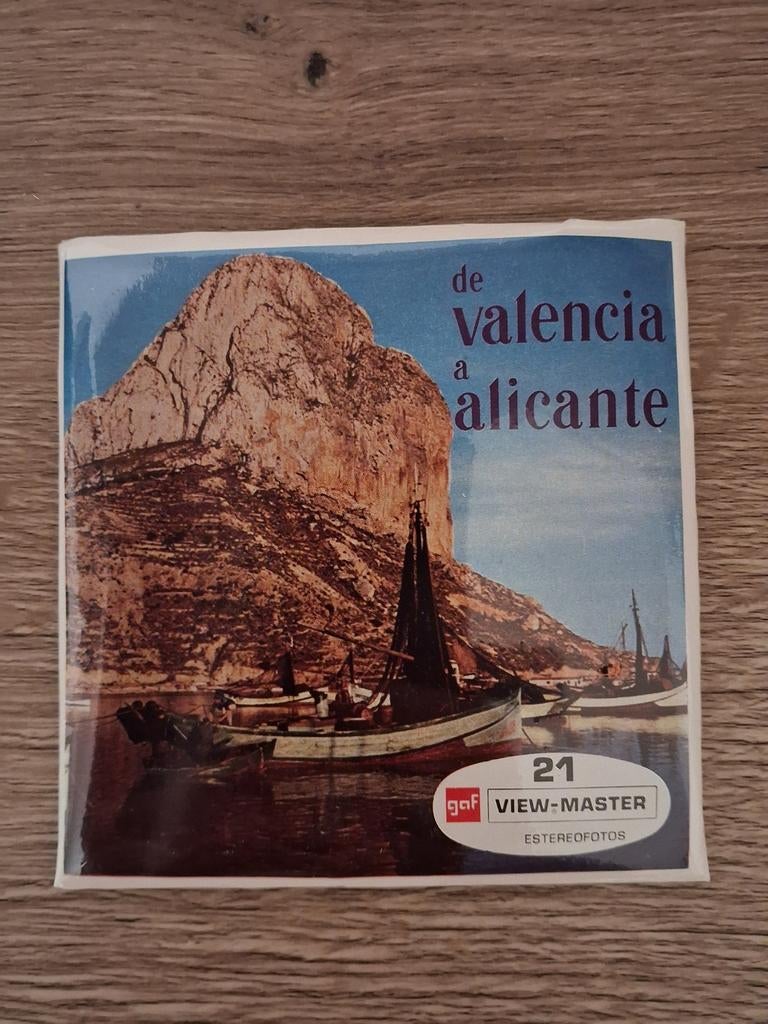 de
valencia
a
alicante
21
gaf VIEW-MASTER
ESTEREOFOTOS